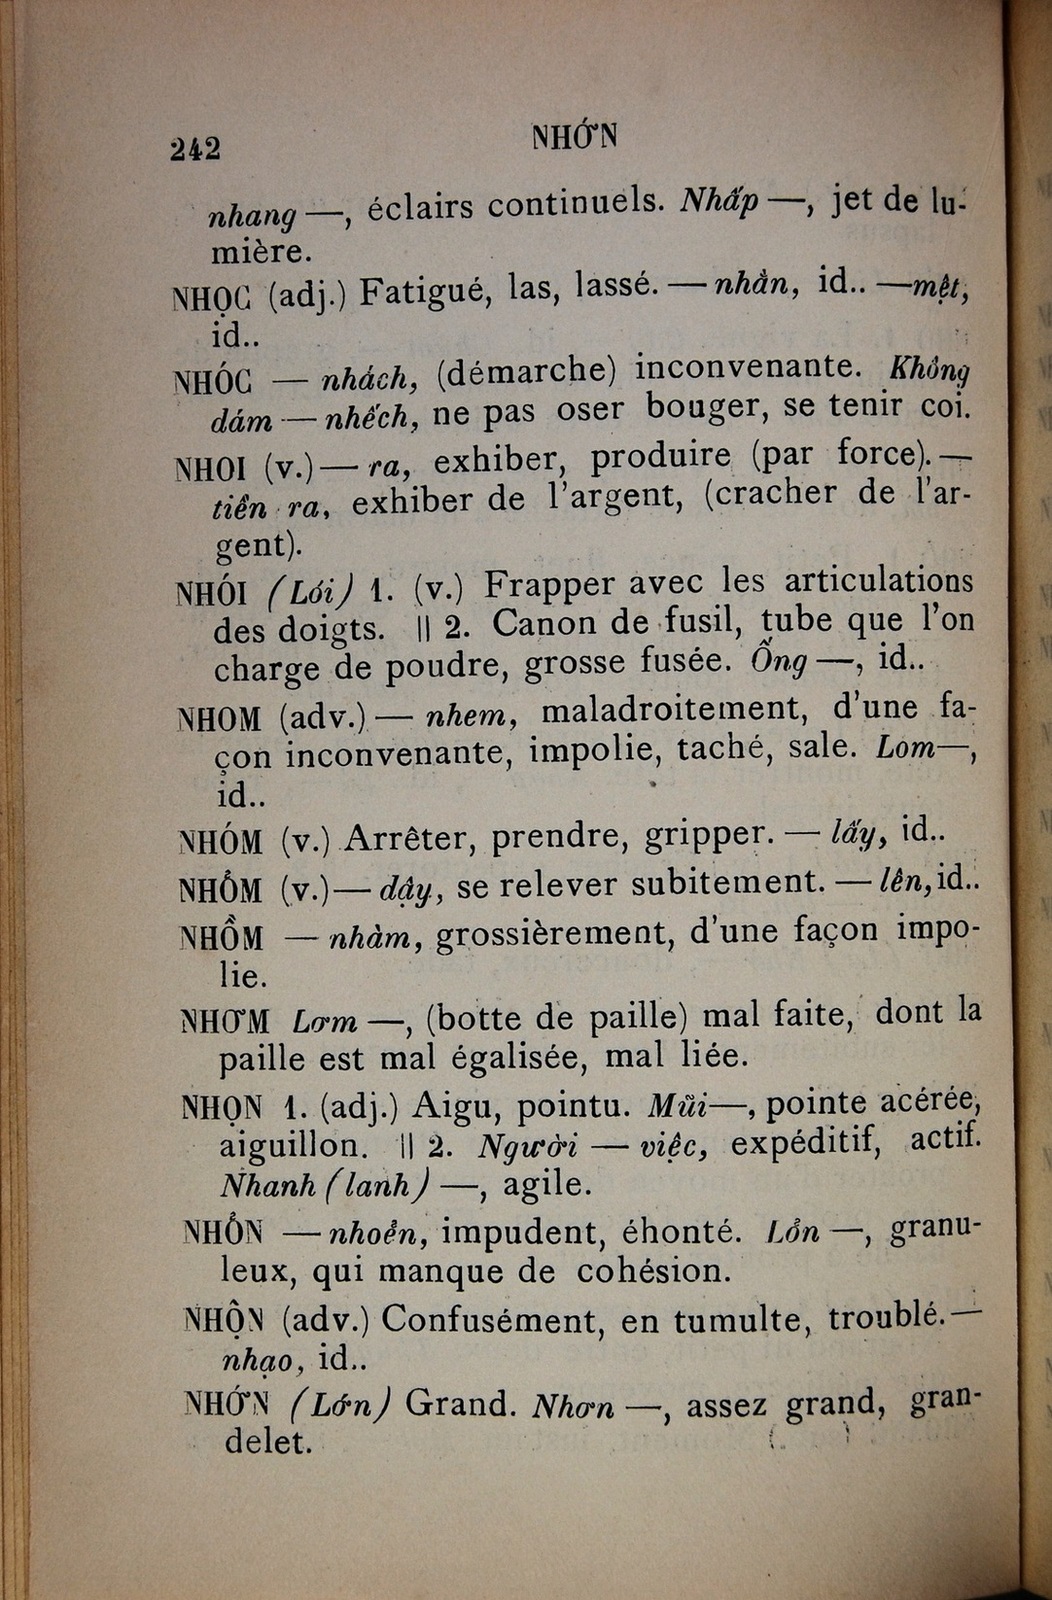 242 NHỚN
nhang —, éclairs continuels. Nhấp —, jet de lu-
mière.
NHỌC (adj.) Fatigué, las, lassé. — nhằn, id.. — mệt,
id..
NHÓC — nhách, (démarche) inconvenante. Không
dám — nhếch, ne pas oser bouger, se tenir coi.
NHOI (v.) — ra, exhiber, produire (par force). —
tiền ra, exhiber de l'argent, (cracher de l'ar-
gent).
NHÓI (Lói) 1. (v.) Frapper avec les articulations
des doigts. || 2. Canon de fusil, tube que l'on
charge de poudre, grosse fusée. Ống —, id..
NHOM (adv.) — nhem, maladroitement, d'une fa-
çon inconvenante, impolie, taché, sale. Lom —,
id..
NHÓM (v.) Arrêter, prendre, gripper. — lấy, id..
NHỔM (v.) — dậy, se relever subitement. — lên, id..
NHỒM — nhàm, grossièrement, d'une façon impo-
lie.
NHƠM Lơm —, (botte de paille) mal faite, dont la
paille est mal égalisée, mal liée.
NHỌN 1. (adj.) Aigu, pointu. Mũi —, pointe acérée,
aiguillon. || 2. Người — việc, expéditif, actif.
Nhanh (lanh) —, agile.
NHỔN — nhoẻn, impudent, éhonté. Lổn —, granu-
leux, qui manque de cohésion.
NHỘN (adv.) Confusément, en tumulte, troublé. —
nhạo, id..
NHỚN (Lớn) Grand. Nhơn —, assez grand, gran-
delet.